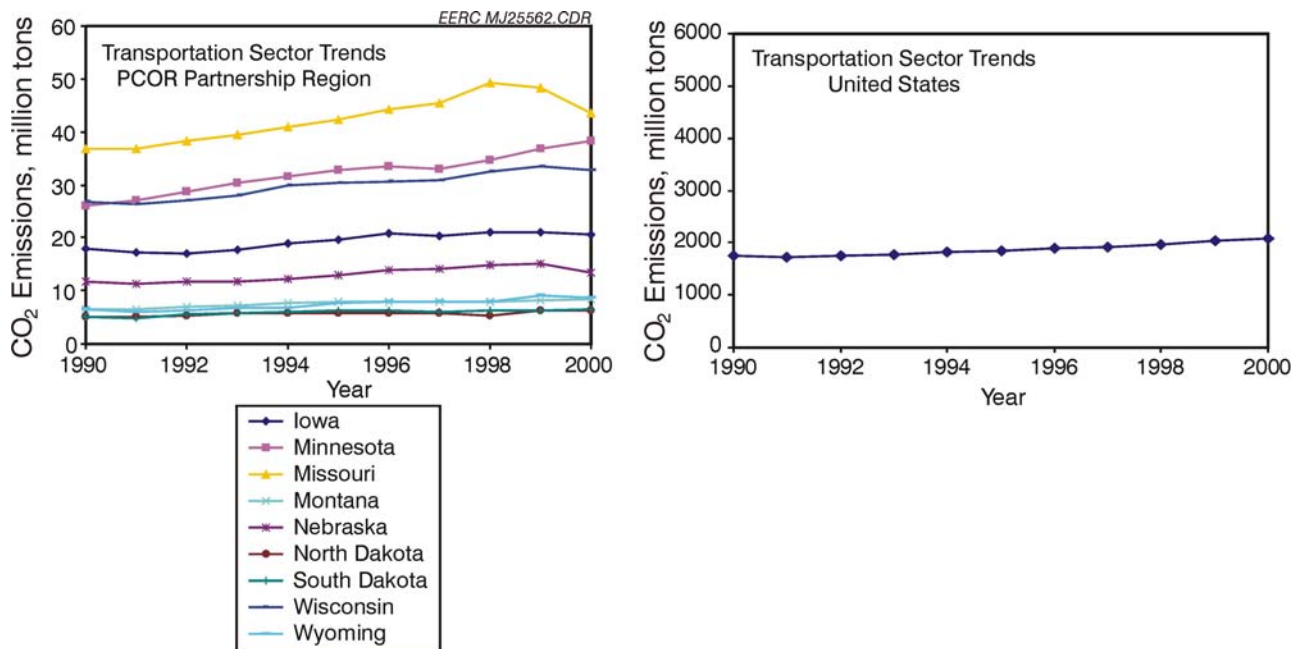 EERC MJ25562.CDR
Transportation Sector Trends
PCOR Partnership Region
CO₂ Emissions, million tons
60
50
40
30
20
10
0
1990 1992 1994 1996 1998 2000
Year
Iowa
Minnesota
Missouri
Montana
Nebraska
North Dakota
South Dakota
Wisconsin
Wyoming
Transportation Sector Trends
United States
CO₂ Emissions, million tons
6000
5000
4000
3000
2000
1000
0
1990 1992 1994 1996 1998 2000
Year